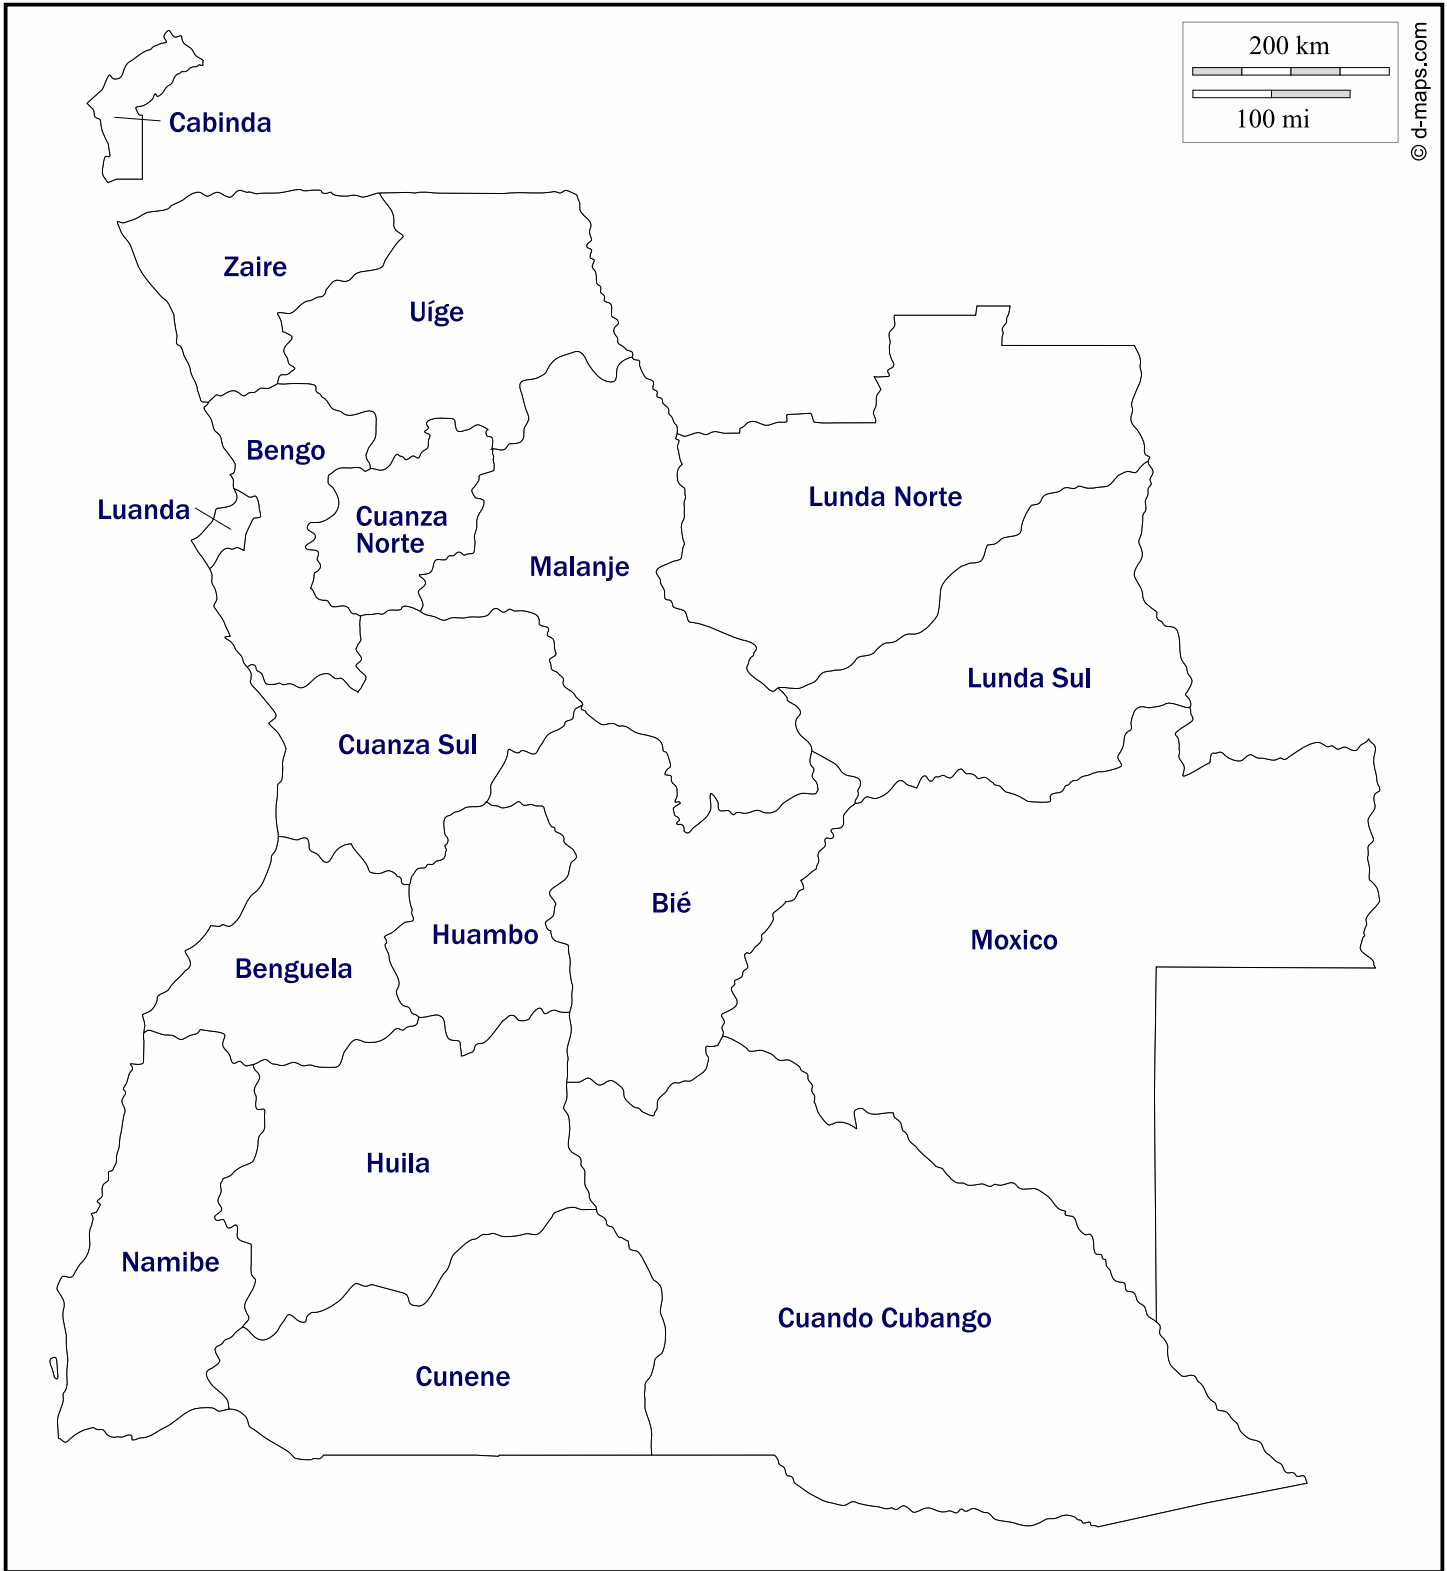 200 km
100 mi
© d-maps.com
Cabinda
Zaire
Uíge
Bengo
Luanda
Cuanza
Norte
Lunda Norte
Malanje
Lunda Sul
Cuanza Sul
Bié
Huambo
Moxico
Benguela
Huila
Namibe
Cuando Cubango
Cunene